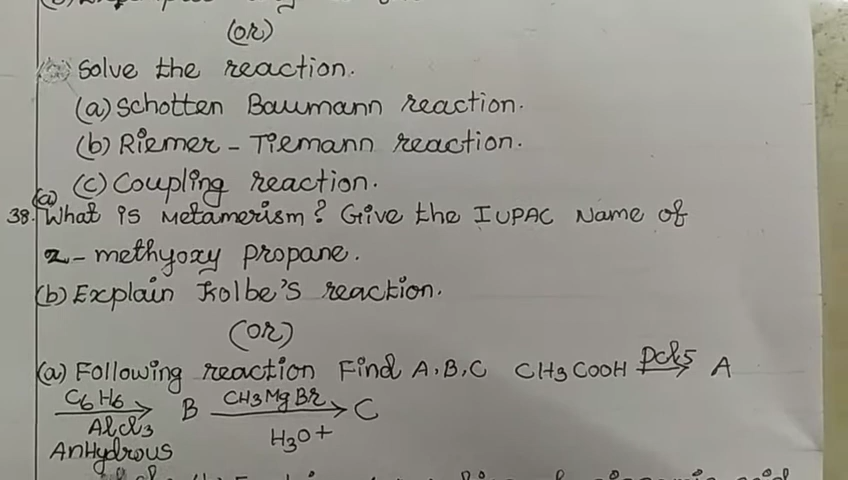 (or)
Solve the reaction.
(a) Schotten Baumann reaction.
(b) Riemer - Tiemann reaction.
(c) Coupling reaction.
38. (a) What is Metamerism? Give the IUPAC Name of
2 - methyoxy propane.
(b) Explain Kolbe's reaction.
(or)
(a) Following reaction Find A, B, C CH3COOH PCl5 → A
C6H6 AlCl3 AnHydrous → B CH3MgBr H3O+ → C